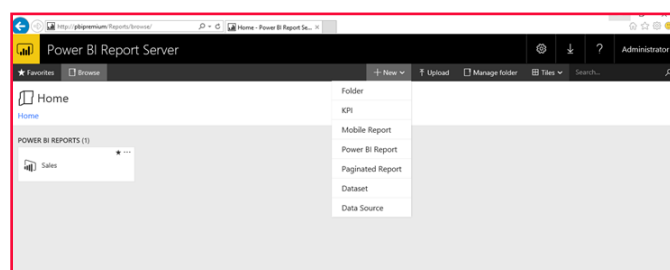 http://pbipremium/Reports/browse/
Home - Power BI Report Se...
Power BI Report Server
?
Administrator
Favorites
Browse
New
Upload
Manage folder
Tiles
Search...
Home
Home
Folder
KPI
Mobile Report
Power BI Report
Paginated Report
Dataset
Data Source
POWER BI REPORTS (1)
Sales